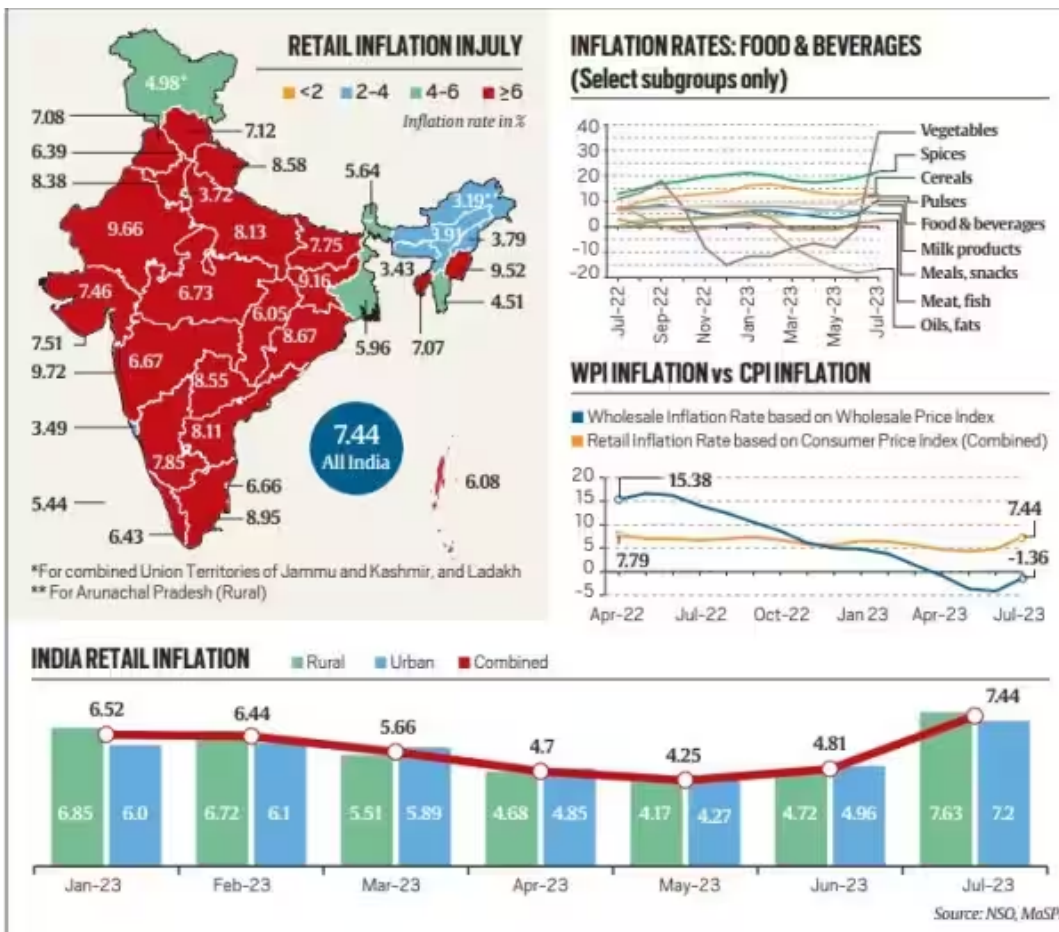 RETAIL INFLATION IN JULY
<2 2-4 4-6 ≥6
Inflation rate in %
4.98*
7.08
7.12
6.39
8.58
8.38
3.72
5.64
3.19**
9.66
8.13
7.75
3.91
3.79
3.43
9.52
7.46
6.73
9.16
4.51
6.05
8.67
7.51
5.96
7.07
6.67
9.72
8.55
3.49
8.11
7.44
All India
7.85
6.66
6.08
5.44
8.95
6.43
*For combined Union Territories of Jammu and Kashmir, and Ladakh
** For Arunachal Pradesh (Rural)
INFLATION RATES: FOOD & BEVERAGES
(Select subgroups only)
40
30
20
10
0
-10
-20
Vegetables
Spices
Cereals
Pulses
Food & beverages
Milk products
Meals, snacks
Meat, fish
Oils, fats
Jul-22 Sep-22 Nov-22 Jan-23 Mar-23 May-23 Jul-23
WPI INFLATION vs CPI INFLATION
Wholesale Inflation Rate based on Wholesale Price Index
Retail Inflation Rate based on Consumer Price Index (Combined)
20
15
10
5
0
-5
15.38
7.44
7.79
-1.36
Apr-22 Jul-22 Oct-22 Jan 23 Apr-23 Jul-23
INDIA RETAIL INFLATION
Rural Urban Combined
6.52 6.44 5.66 4.7 4.25 4.81 7.44
6.85 6.0 6.72 6.1 5.51 5.89 4.68 4.85 4.17 4.27 4.72 4.96 7.63 7.2
Jan-23 Feb-23 Mar-23 Apr-23 May-23 Jun-23 Jul-23
Source: NSO, MoSP